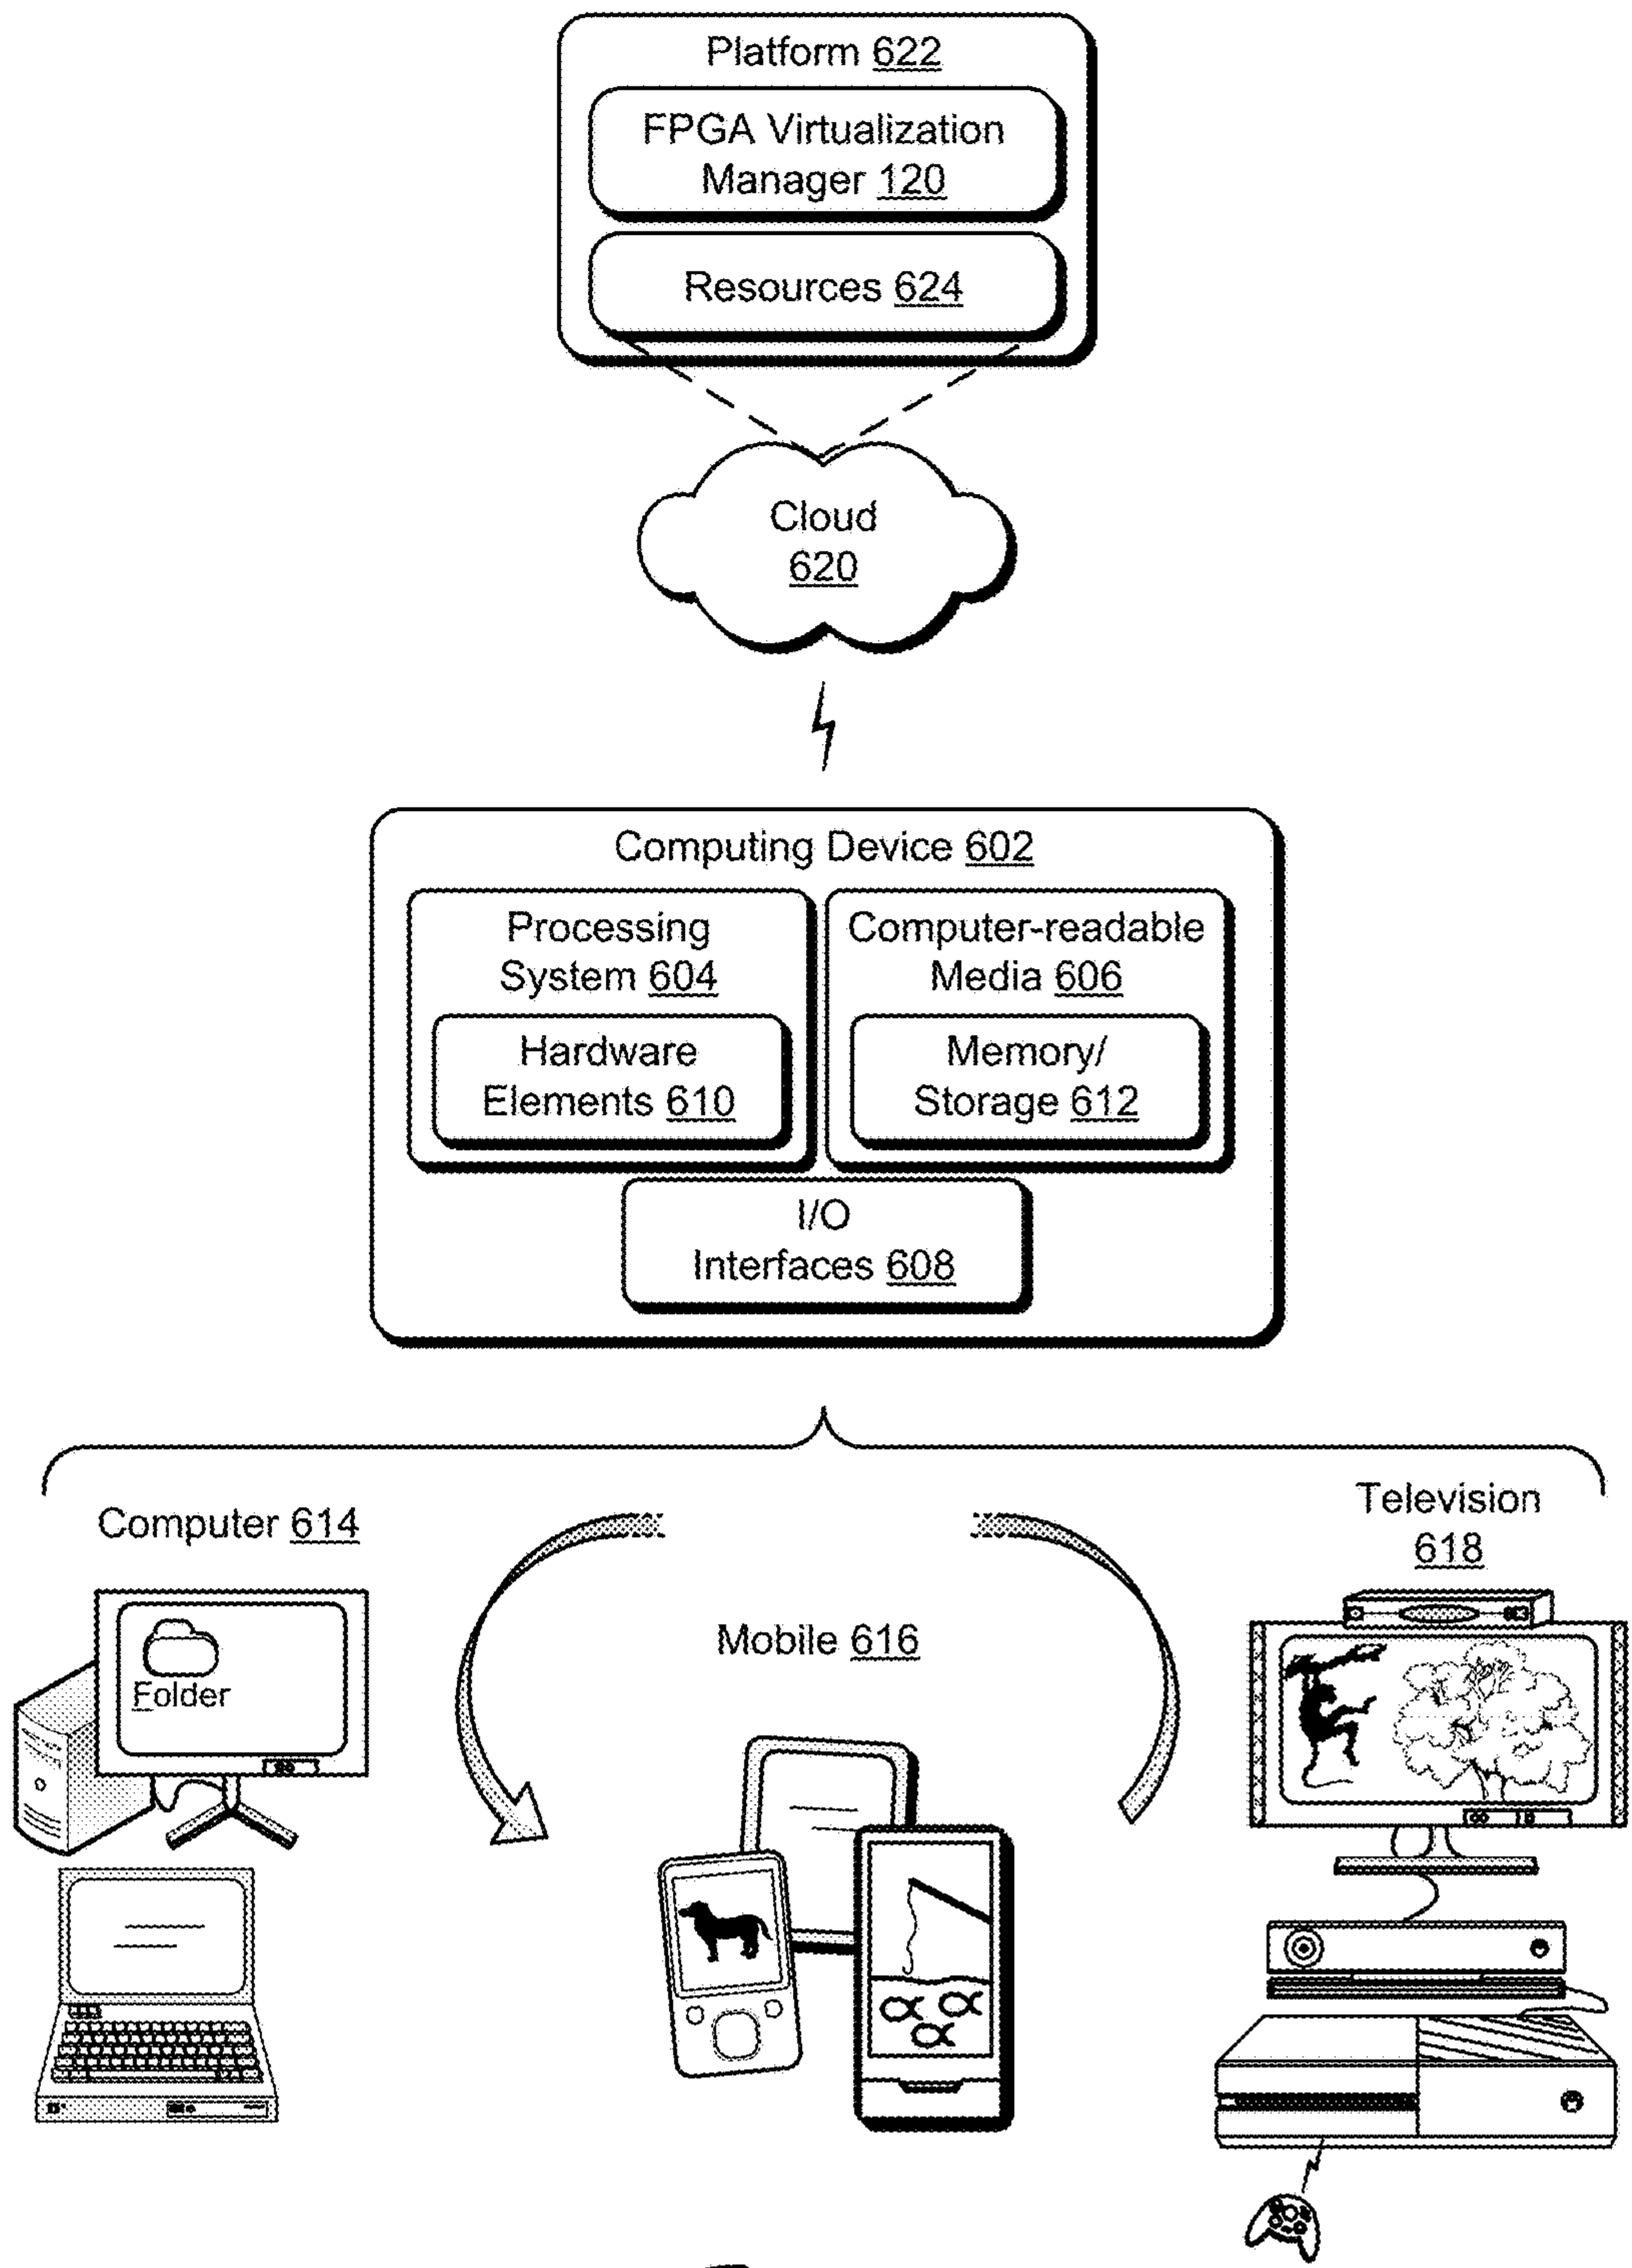 Platform 622
FPGA Virtualization
Manager 120
Resources 624
Cloud
620
Computing Device 602
Processing
System 604
Hardware
Elements 610
Computer-readable
Media 606
Memory/
Storage 612
I/O
Interfaces 608
Computer 614
Folder
Mobile 616
Television
618